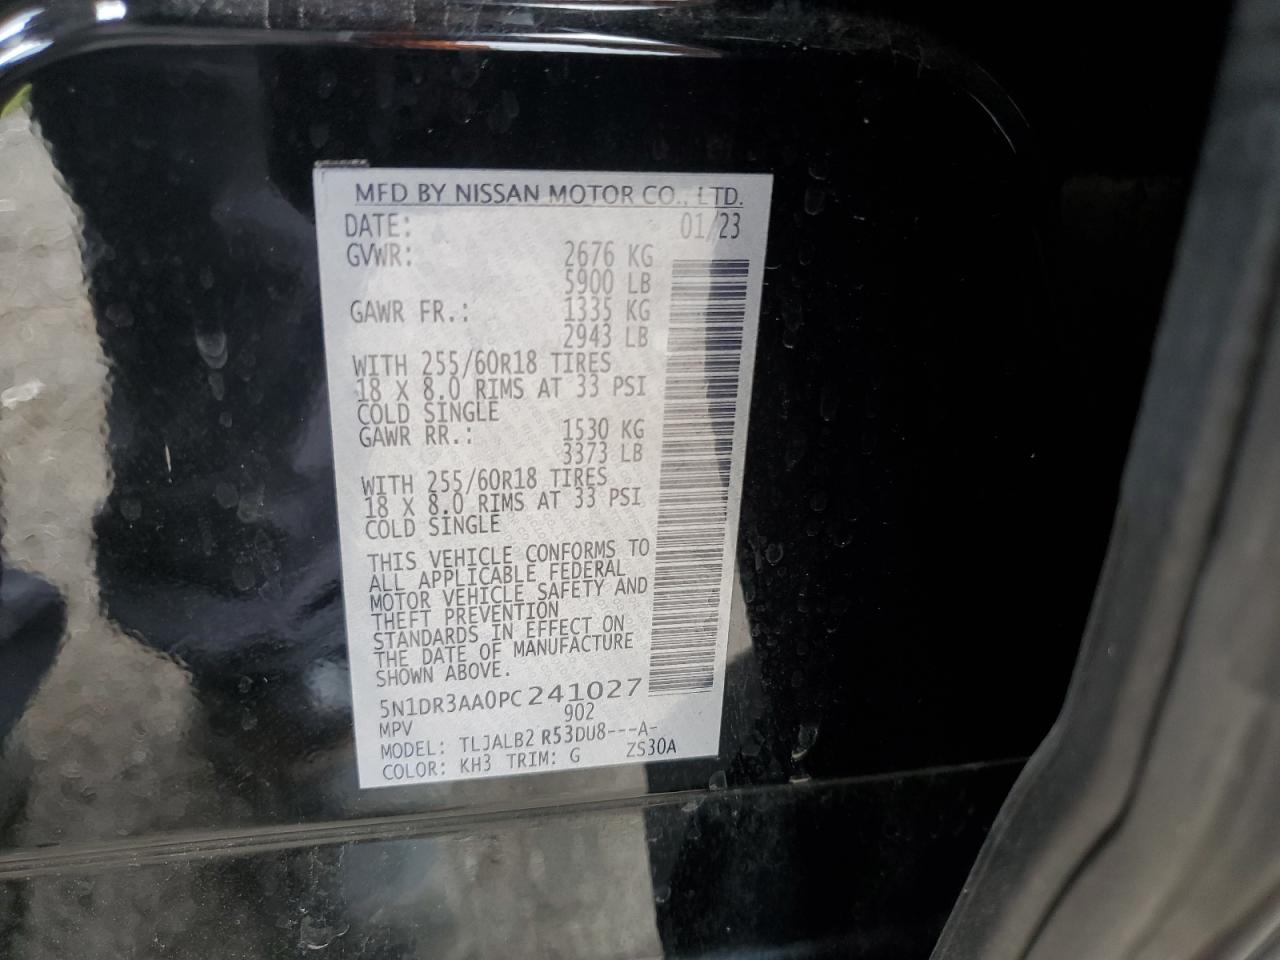 MFD BY NISSAN MOTOR CO., LTD.
DATE: 01/23
GVWR: 2676 KG
5900 LB
GAWR FR.: 1335 KG
2943 LB
WITH 255/60R18 TIRES
18 X 8.0 RIMS AT 33 PSI
COLD SINGLE
GAWR RR.: 1530 KG
3373 LB
WITH 255/60R18 TIRES
18 X 8.0 RIMS AT 33 PSI
COLD SINGLE
THIS VEHICLE CONFORMS TO
ALL APPLICABLE FEDERAL
MOTOR VEHICLE SAFETY AND
THEFT PREVENTION
STANDARDS IN EFFECT ON
THE DATE OF MANUFACTURE
SHOWN ABOVE.
5N1DR3AA0PC241027
902
MPV
MODEL: TLJALB2 R53DU8---A-
COLOR: KH3 TRIM: G ZS30A